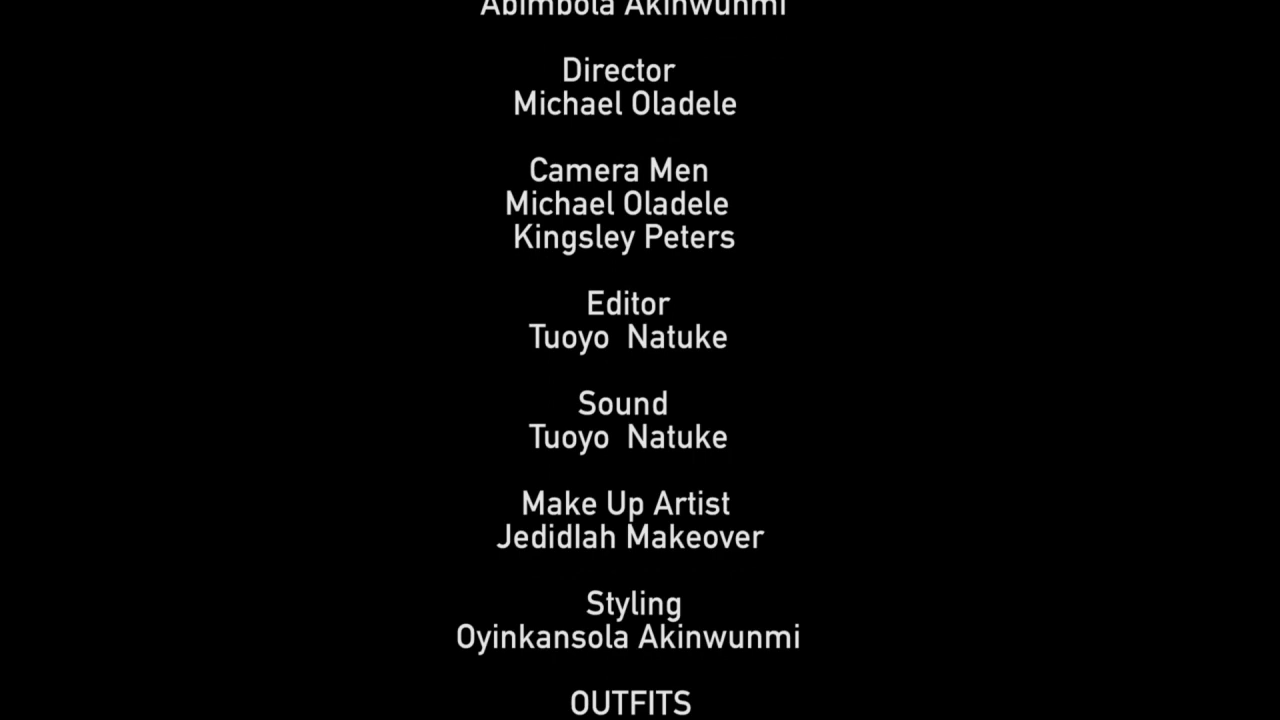 Abimbola Akinwunmi
Director
Michael Oladele
Camera Men
Michael Oladele
Kingsley Peters
Editor
Tuoyo  Natuke
Sound
Tuoyo  Natuke
Make Up Artist
JedidIah Makeover
Styling
Oyinkansola Akinwunmi
OUTFITS